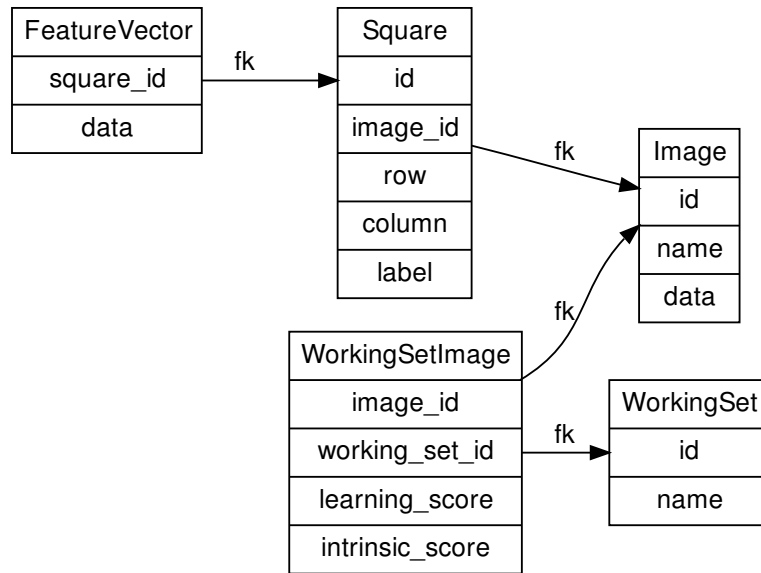 FeatureVector
square_id
data
fk
Square
id
image_id
row
column
label
fk
Image
id
name
data
fk
WorkingSetImage
image_id
working_set_id
learning_score
intrinsic_score
fk
WorkingSet
id
name